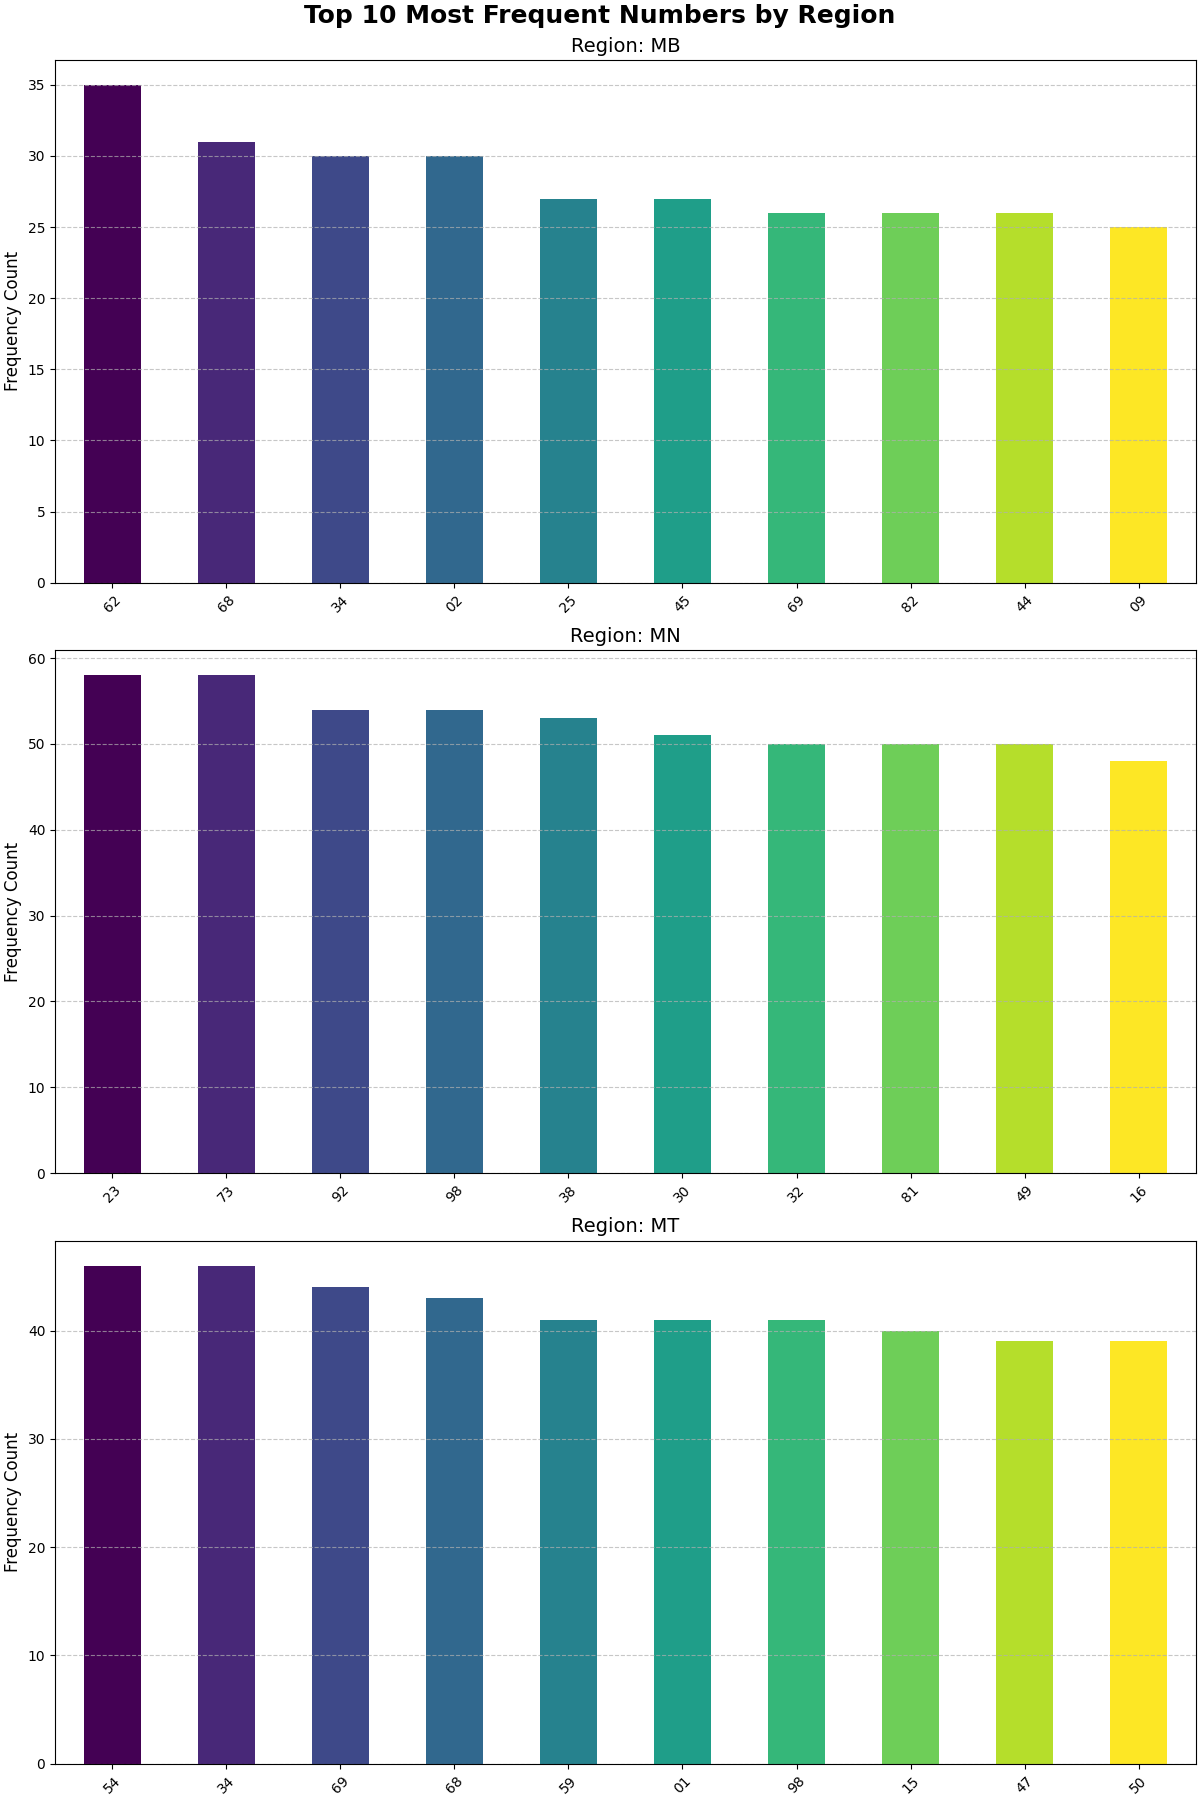 Top 10 Most Frequent Numbers by Region
Region: MB
Frequency Count
35
30
25
20
15
10
5
0
62 68 34 02 25 45 69 82 44 09
Region: MN
Frequency Count
60
50
40
30
20
10
0
23 73 92 98 38 30 32 81 49 16
Region: MT
Frequency Count
40
30
20
10
0
54 34 69 68 59 01 98 15 47 50